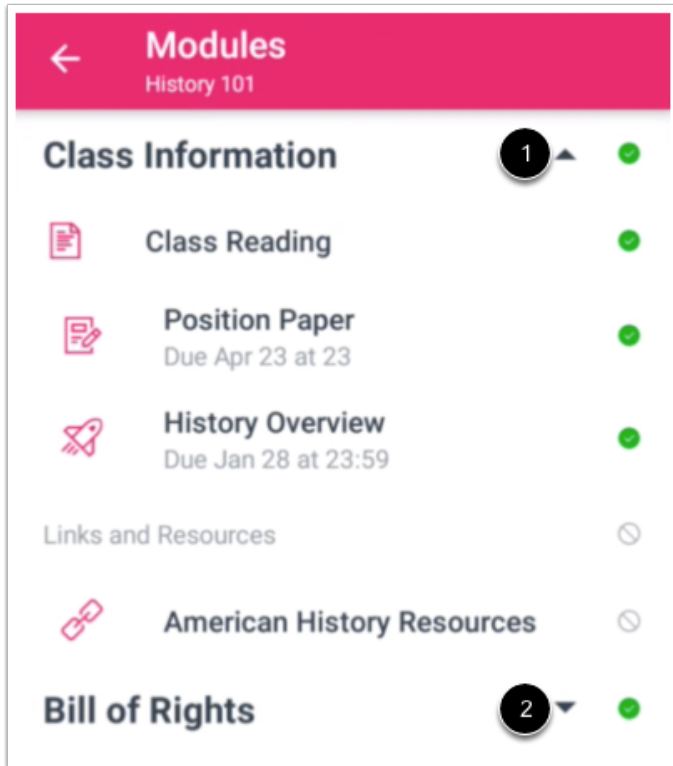 Modules
History 101
Class Information
1
Class Reading
Position Paper
Due Apr 23 at 23
History Overview
Due Jan 28 at 23:59
Links and Resources
American History Resources
Bill of Rights
2